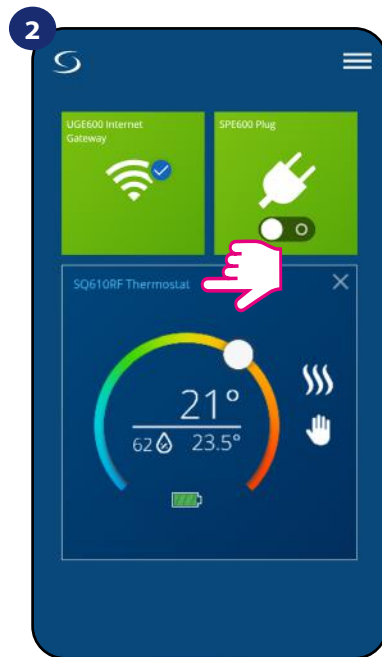 2
UGE600 Internet
Gateway
SPE600 Plug
SQ610RF Thermostat
21°
62 23.5°